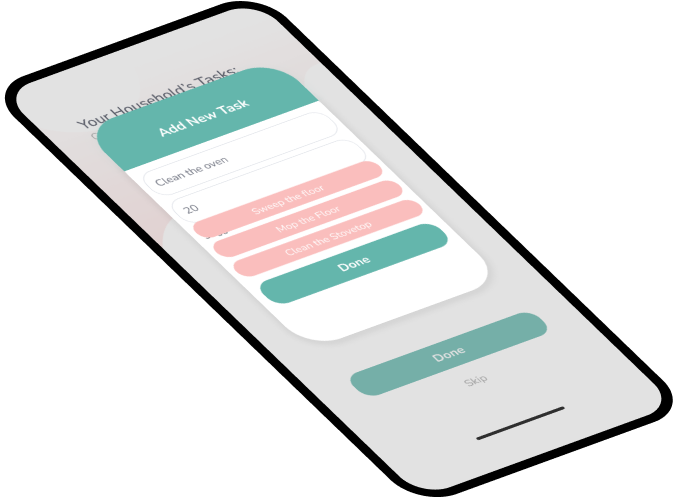 Your Household's Tasks:
Add New Task
Clean the oven
20
Sweep the floor
Mop the Floor
Clean the Stovetop
Done
Done
Skip